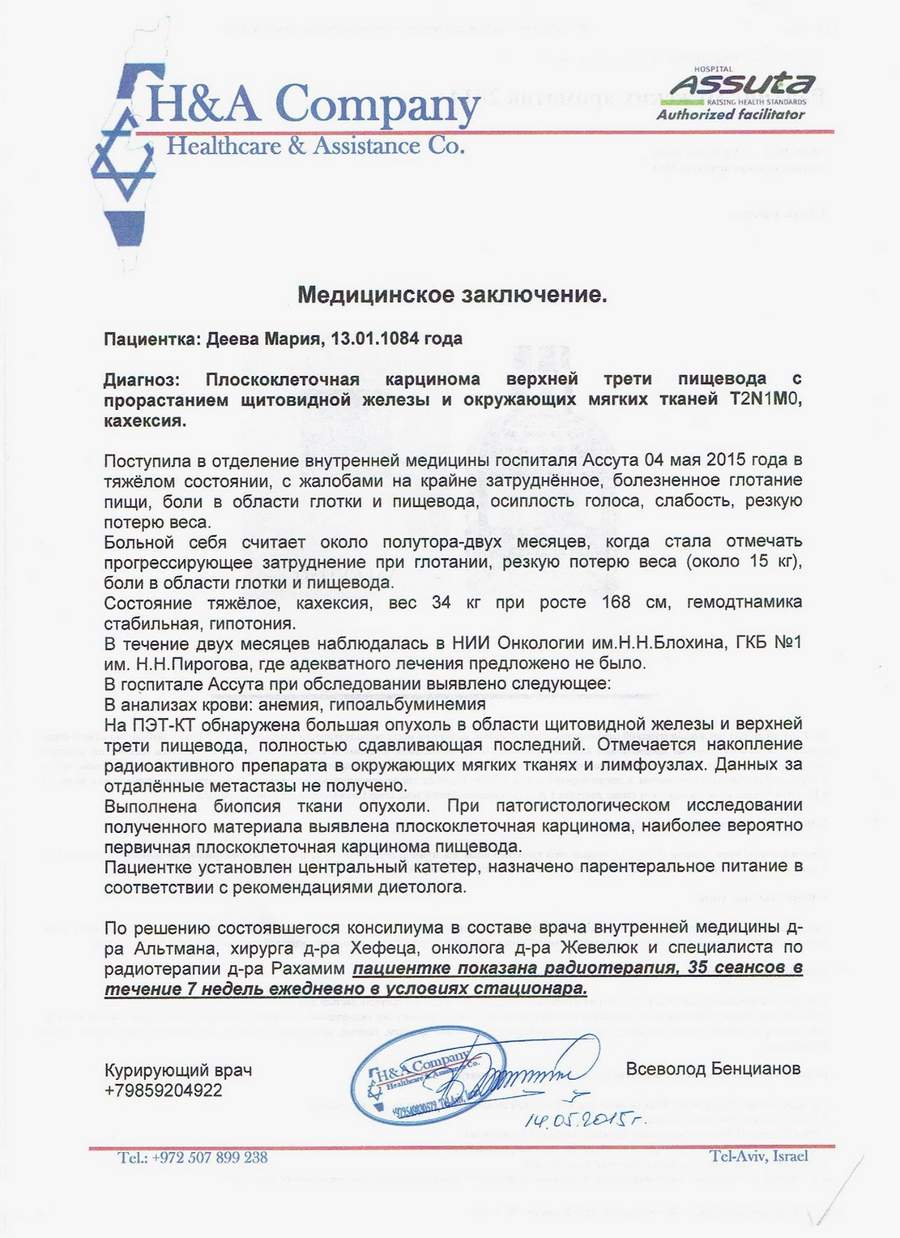 HOSPITAL
Assuta
RAISING HEALTH STANDARDS
Authorized facilitator
H&A Company
Healthcare & Assistance Co.
Медицинское заключение.
Пациентка: Деева Мария, 13.01.1084 года
Диагноз: Плоскоклеточная карцинома верхней трети пищевода с
прорастанием щитовидной железы и окружающих мягких тканей T2N1M0,
кахексия.
Поступила в отделение внутренней медицины госпиталя Ассута 04 мая 2015 года в
тяжёлом состоянии, с жалобами на крайне затруднённое, болезненное глотание
пищи, боли в области глотки и пищевода, осиплость голоса, слабость, резкую
потерю веса.
Больной себя считает около полутора-двух месяцев, когда стала отмечать
прогрессирующее затруднение при глотании, резкую потерю веса (около 15 кг),
боли в области глотки и пищевода.
Состояние тяжёлое, кахексия, вес 34 кг при росте 168 см, гемодтнамика
стабильная, гипотония.
В течение двух месяцев наблюдалась в НИИ Онкологии им.Н.Н.Блохина, ГКБ №1
им. Н.Н.Пирогова, где адекватного лечения предложено не было.
В госпитале Ассута при обследовании выявлено следующее:
В анализах крови: анемия, гипоальбуминемия
На ПЭТ-КТ обнаружена большая опухоль в области щитовидной железы и верхней
трети пищевода, полностью сдавливающая последний. Отмечается накопление
радиоактивного препарата в окружающих мягких тканях и лимфоузлах. Данных за
отдалённые метастазы не получено.
Выполнена биопсия ткани опухоли. При патогистологическом исследовании
полученного материала выявлена плоскоклеточная карцинома, наиболее вероятно
первичная плоскоклеточная карцинома пищевода.
Пациентке установлен центральный катетер, назначено парентеральное питание в
соответствии с рекомендациями диетолога.
По решению состоявшегося консилиума в составе врача внутренней медицины д-
ра Альтмана, хирурга д-ра Хефеца, онколога д-ра Жевелюк и специалиста по
радиотерапии д-ра Рахамим пациентке показана радиотерапия, 35 сеансов в
течение 7 недель ежедневно в условиях стационара.
Курирующий врач
+79859204922
H&A Company
Healthcare & Assistance Co.
Всеволод Бенцианов
14.05.2015г.
Tel.: +972 507 899 238
Tel-Aviv, Israel